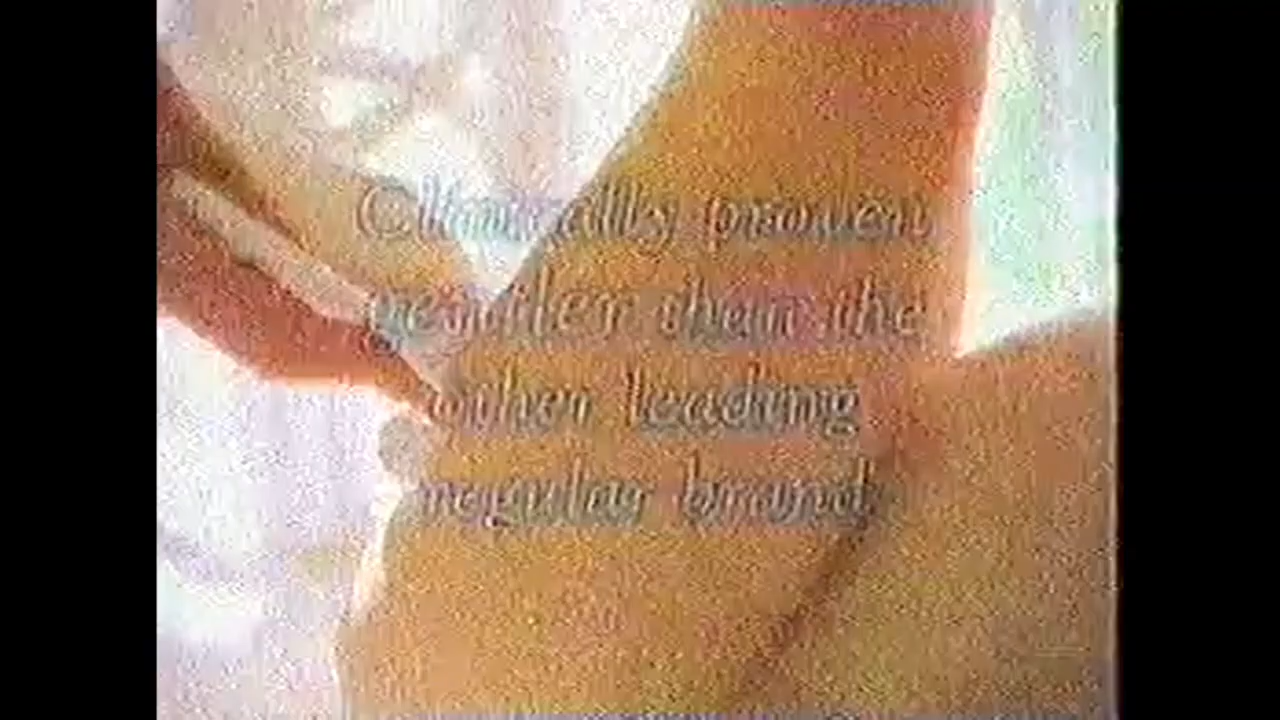 Clinically proven
gentler than the
other leading
regular brand